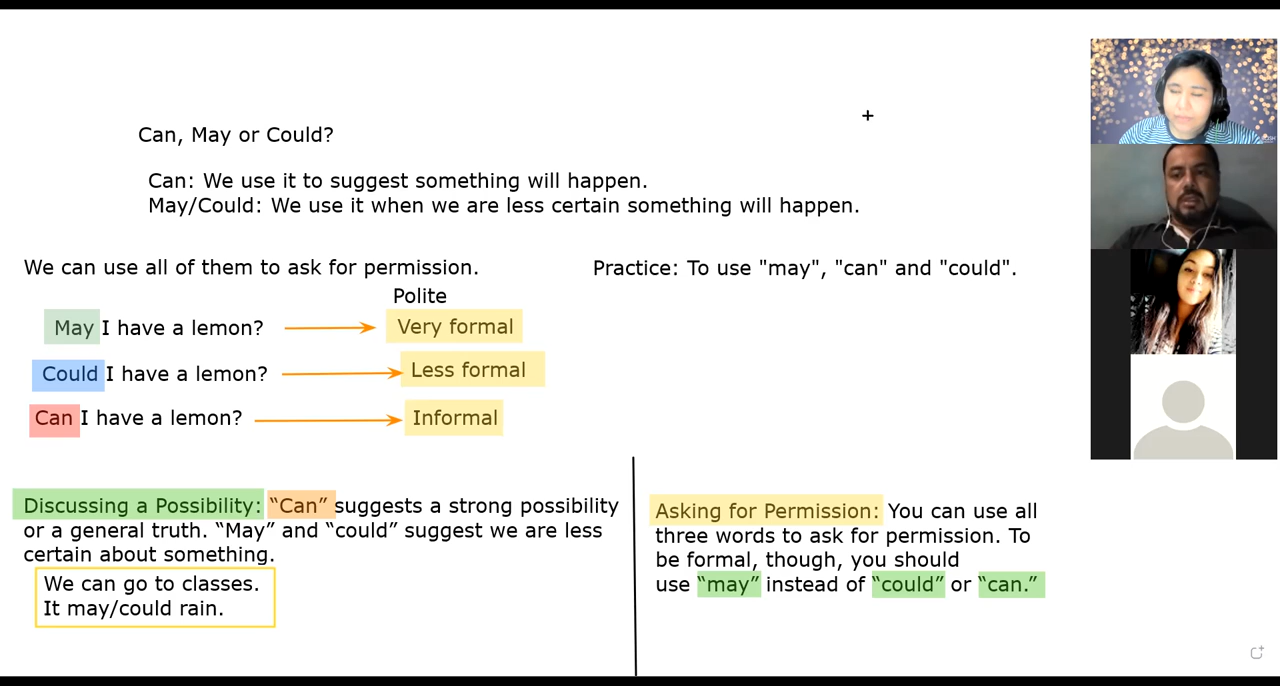 Can, May or Could?
Can: We use it to suggest something will happen.
May/Could: We use it when we are less certain something will happen.
We can use all of them to ask for permission.
Practice: To use "may", "can" and "could".
Polite
May I have a lemon?
Very formal
Could I have a lemon?
Less formal
Can I have a lemon?
Informal
Discussing a Possibility: “Can” suggests a strong possibility
or a general truth. “May” and “could” suggest we are less
certain about something.
We can go to classes.
It may/could rain.
Asking for Permission: You can use all
three words to ask for permission. To
be formal, though, you should
use “may” instead of “could” or “can.”